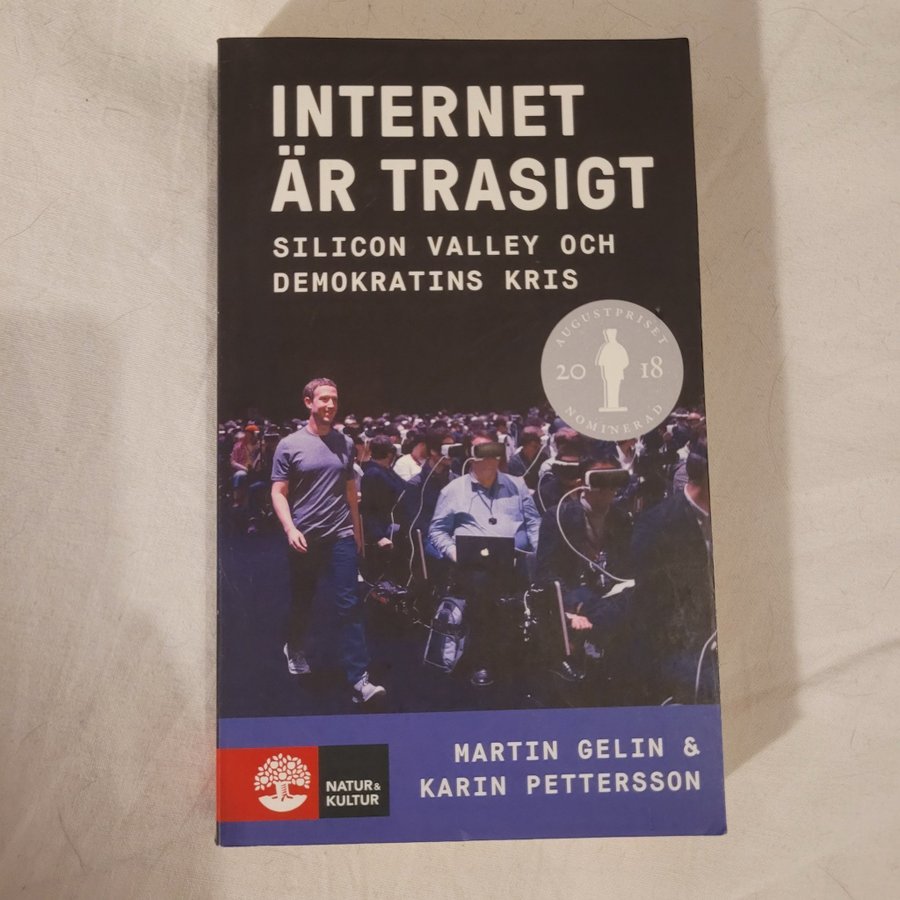 INTERNET
ÄR TRASIGT
SILICON VALLEY OCH
DEMOKRATINS KRIS
AUGUSTPRISET
20 18
NOMINERAD
MARTIN GELIN &
KARIN PETTERSSON
NATUR&
KULTUR